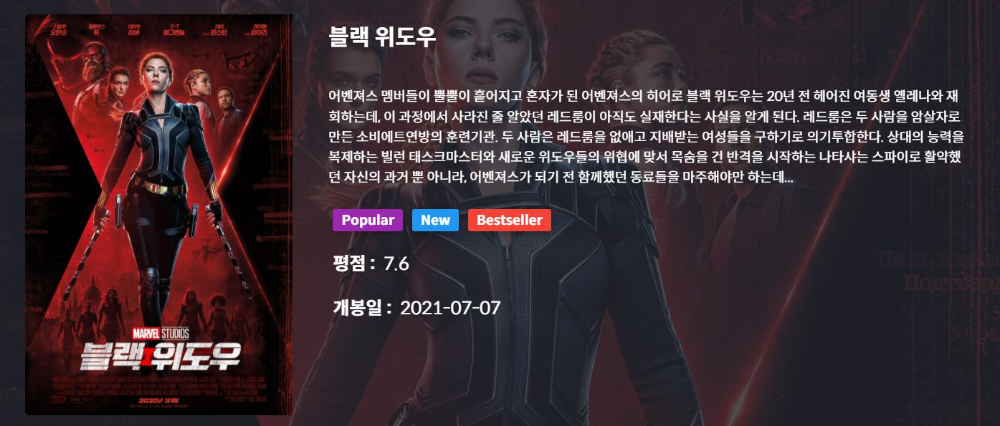 스칼렛 요한슨
플로렌스 퓨
데이빗 하버
O-T 패그벤늘
레이 윈스턴
레이첼 와이즈
MARVEL STUDIOS
블랙 위도우
2020년 대개봉
블랙 위도우
어벤져스 멤버들이 뿔뿔이 흩어지고 혼자가 된 어벤져스의 히어로 블랙 위도우는 20년 전 헤어진 여동생 옐레나와 재
회하는데, 이 과정에서 사라진 줄 알았던 레드룸이 아직도 실재한다는 사실을 알게 된다. 레드룸은 두 사람을 암살자로
만든 소비에트연방의 훈련기관. 두 사람은 레드룸을 없애고 지배받는 여성들을 구하기로 의기투합한다. 상대의 능력을
복제하는 빌런 태스크마스터와 새로운 위도우들의 위협에 맞서 목숨을 건 반격을 시작하는 나타샤는 스파이로 활약했
던 자신의 과거 뿐 아니라, 어벤져스가 되기 전 함께했던 동료들을 마주해야만 하는데...
Popular New Bestseller
평점 : 7.6
개봉일 : 2021-07-07